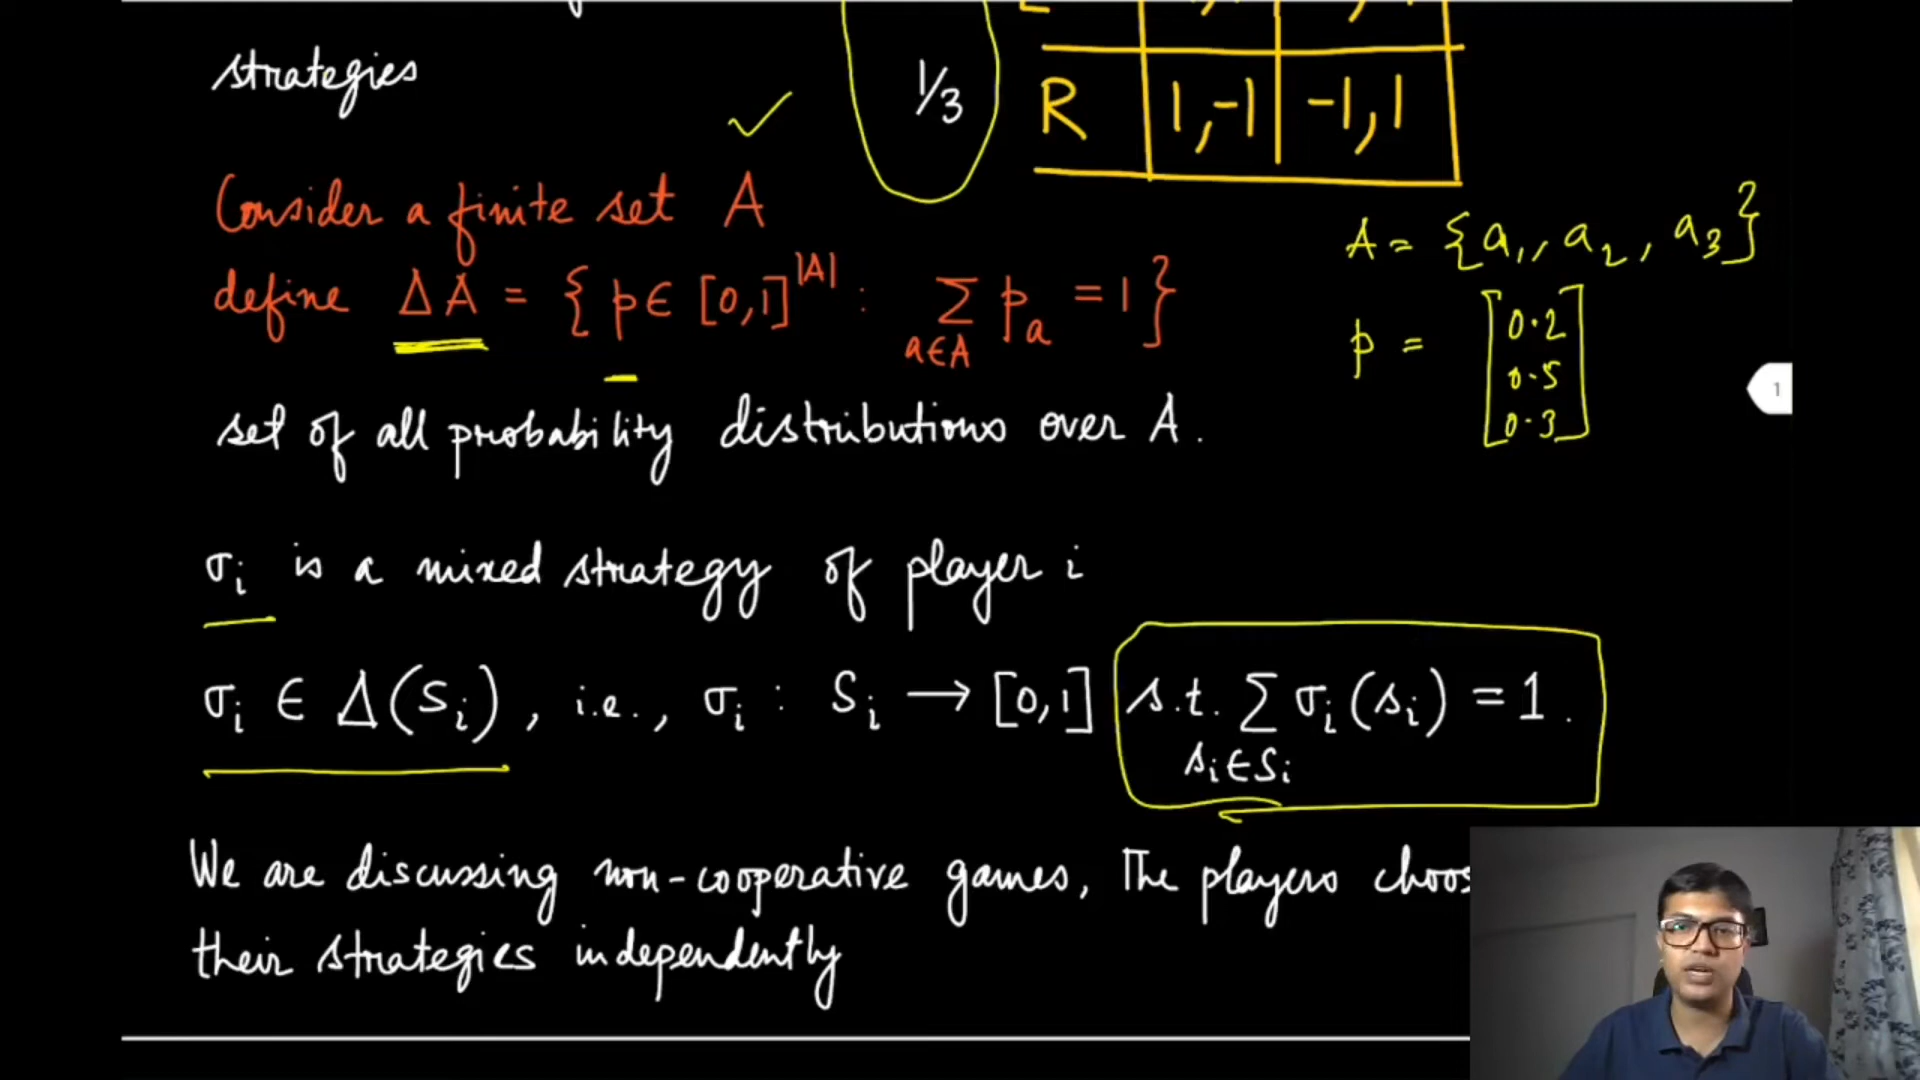 strategies
1/3
R 1,-1 -1,1
Consider a finite set A
A = {a₁, a₂, a₃}
define ΔA = { p∈ [0,1]^|A| : ∑_{a∈A} p_a = 1 }
p = [0.2 0.5 0.3]
1
set of all probability distributions over A.
σᵢ is a mixed strategy of player i
σᵢ ∈ Δ(Sᵢ), i.e., σᵢ : Sᵢ → [0,1] s.t. ∑_{sᵢ∈Sᵢ} σᵢ(sᵢ) = 1.
We are discussing non-cooperative games, The players
their strategies independently